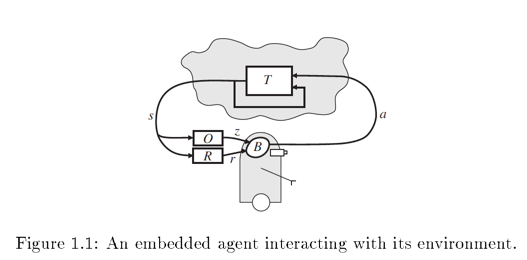 T
s
a
O
z
R
r
B
Figure 1.1: An embedded agent interacting with its environment.